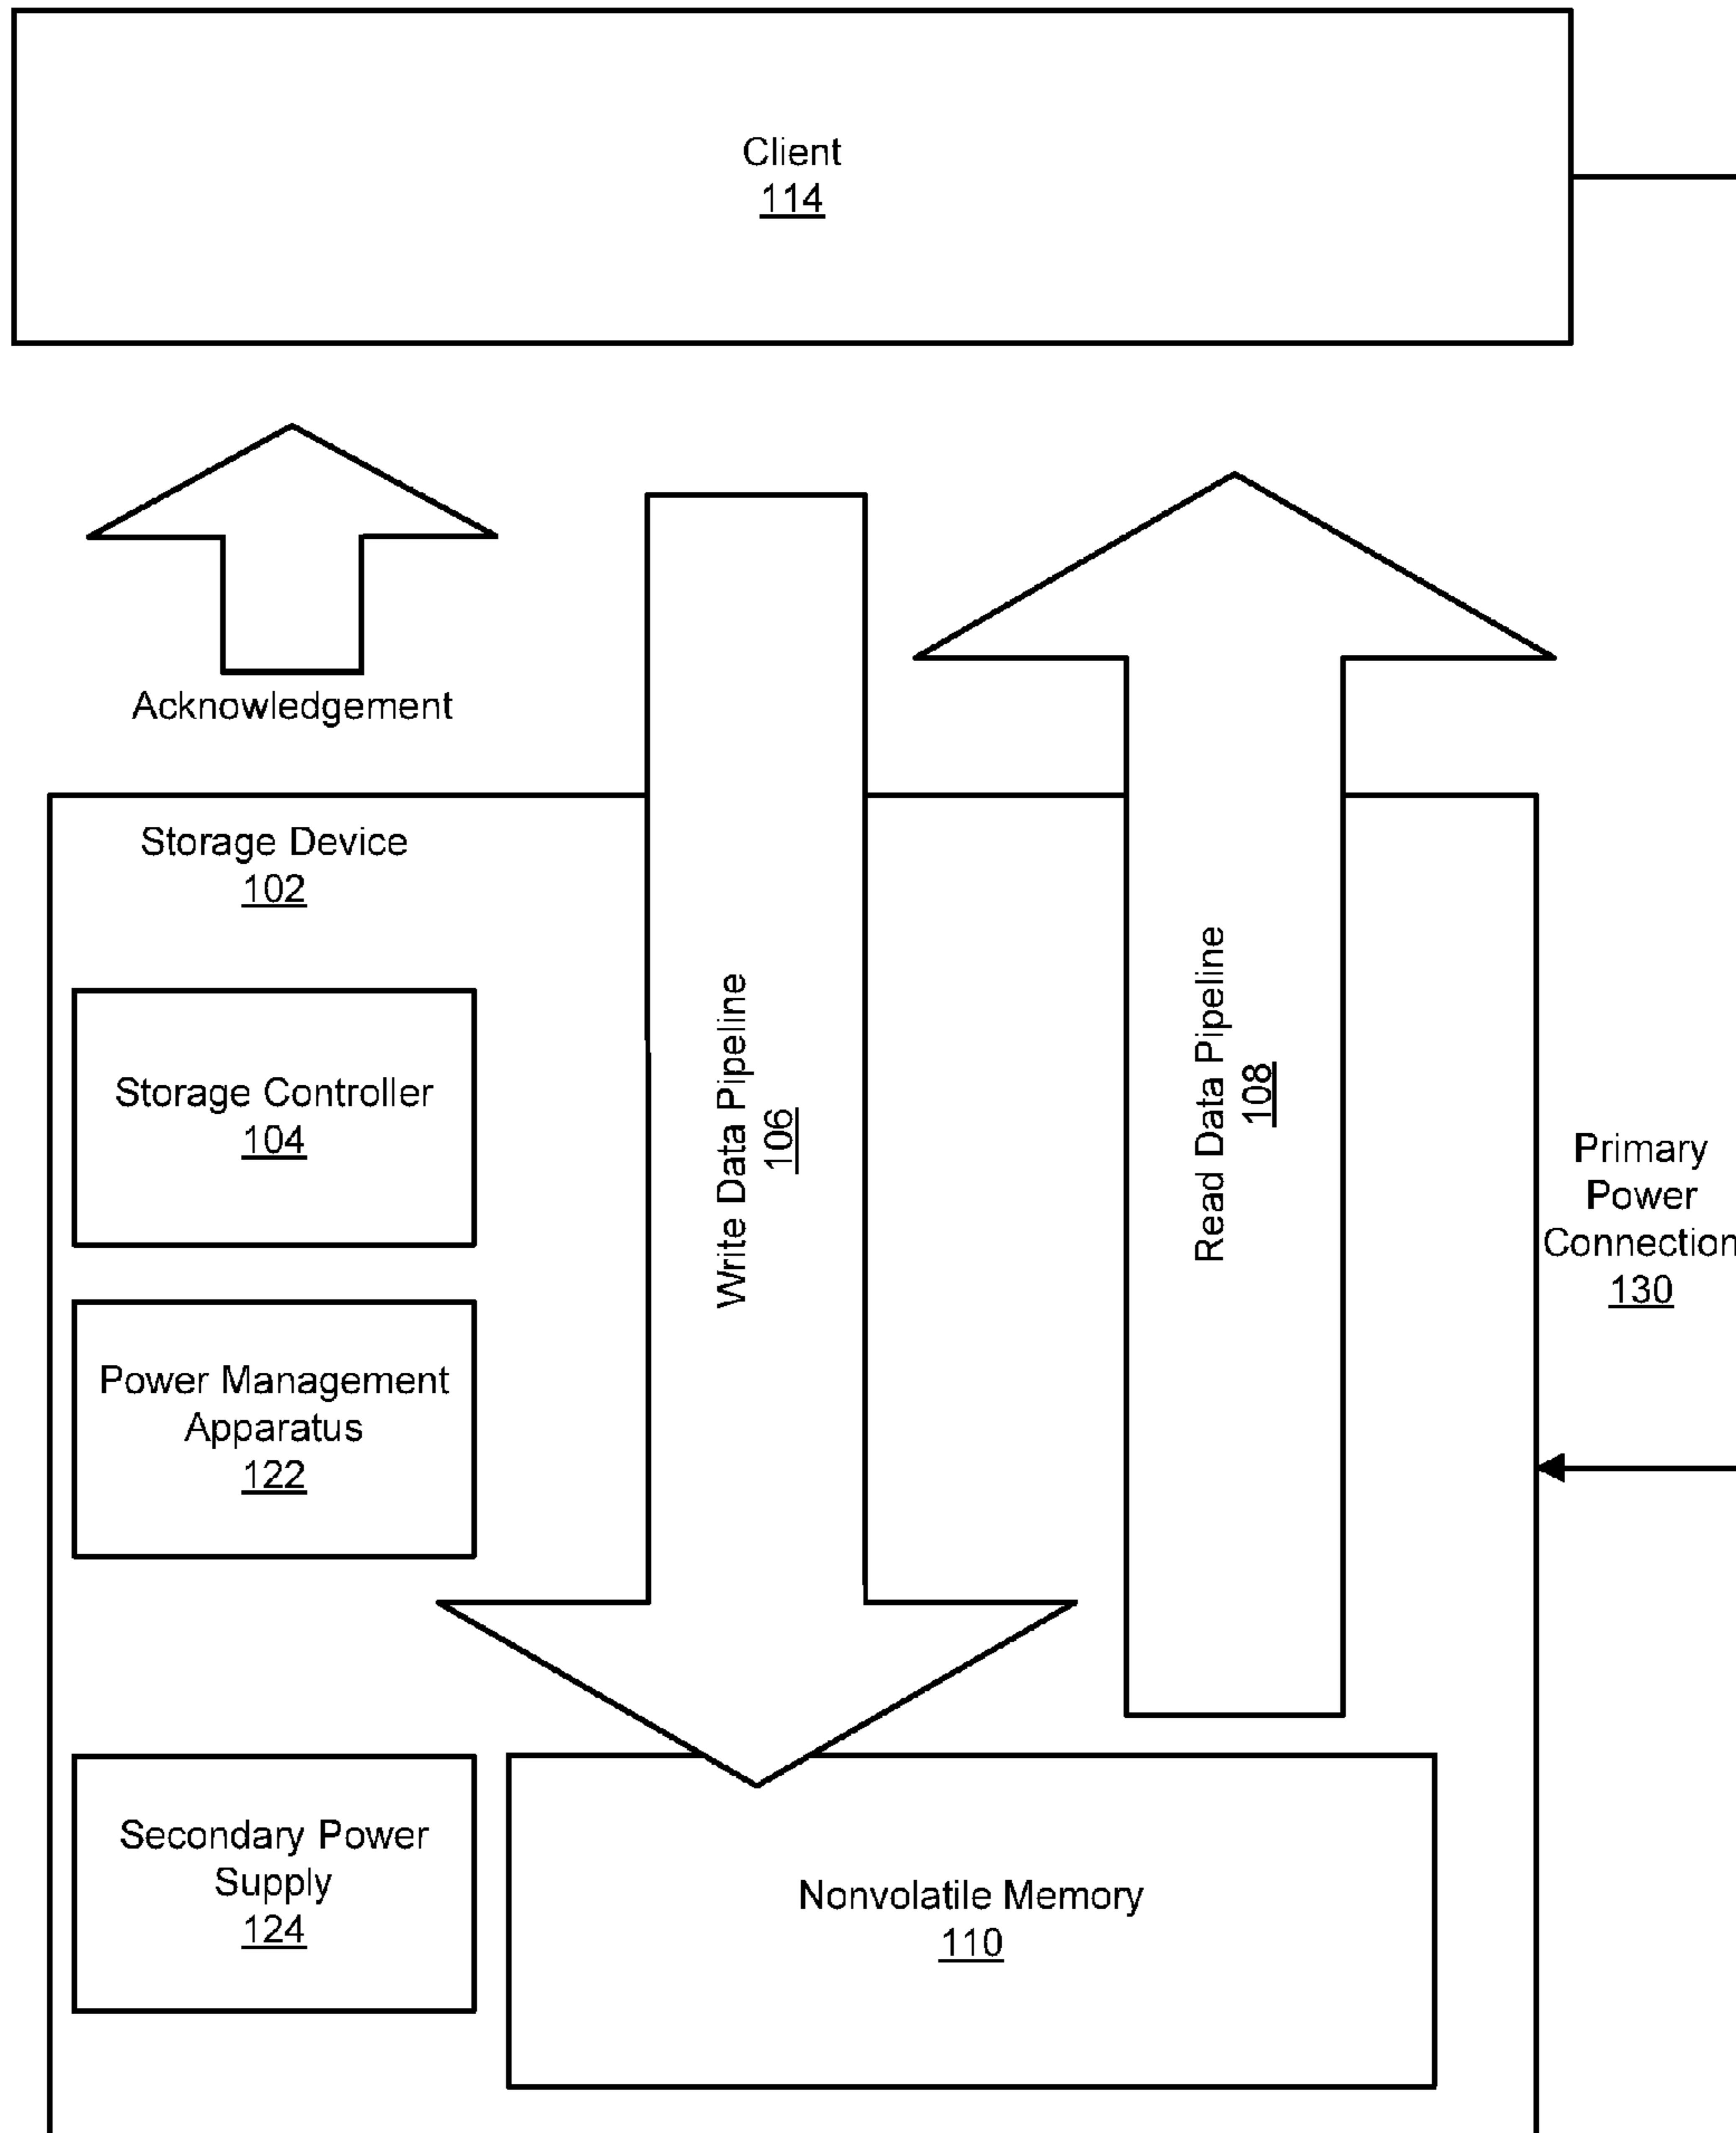 Client
114
Acknowledgement
Storage Device
102
Storage Controller
104
Power Management
Apparatus
122
Secondary Power
Supply
124
Write Data Pipeline
106
Read Data Pipeline
108
Nonvolatile Memory
110
Primary
Power
Connection
130